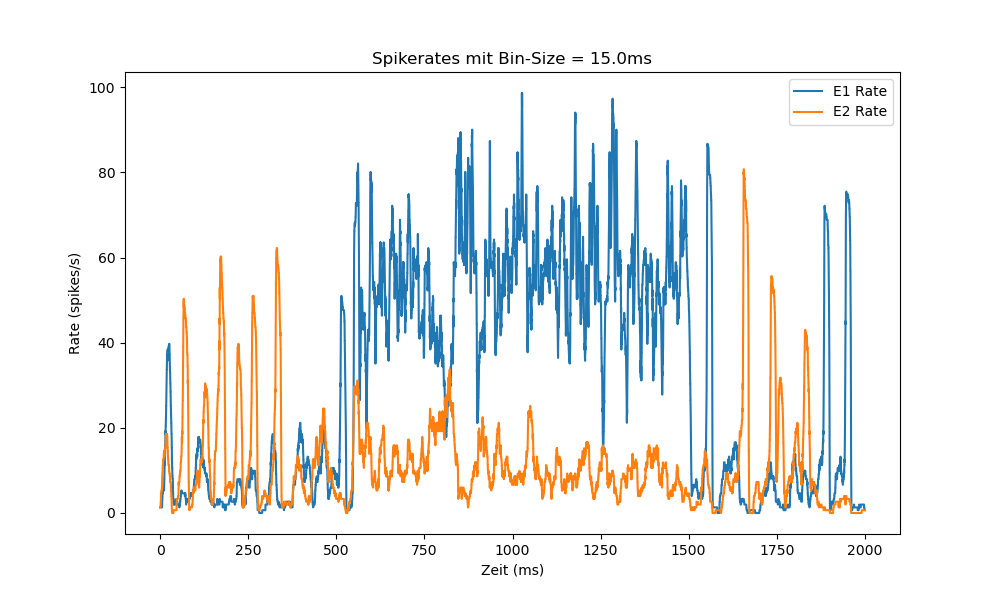 Spikerates mit Bin-Size = 15.0ms
E1 Rate
E2 Rate
100
80
60
40
20
0
Rate (spikes/s)
0 250 500 750 1000 1250 1500 1750 2000
Zeit (ms)